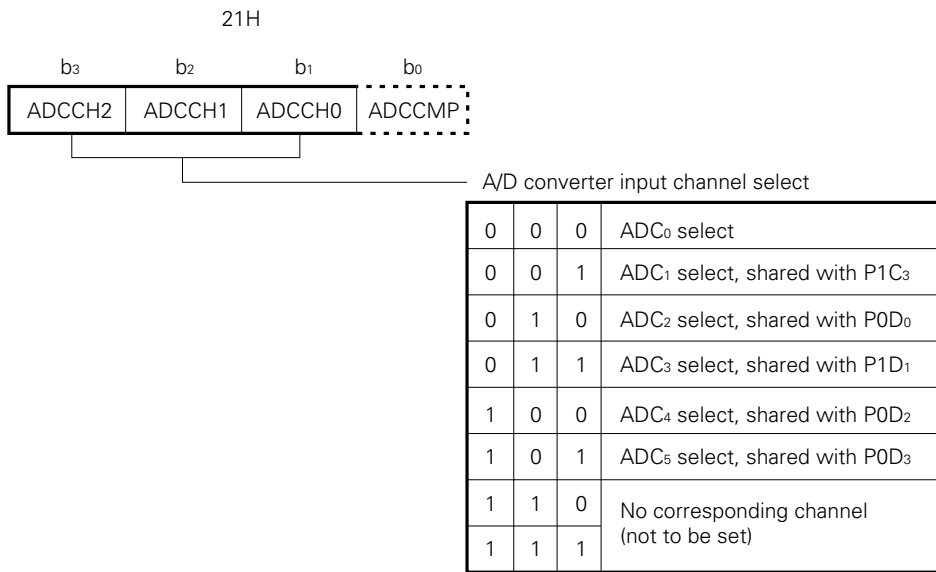 21H
b3 b2 b1 b0
ADCCH2 ADCCH1 ADCCH0 ADCCMP
A/D converter input channel select
0 0 0 ADC0 select
0 0 1 ADC1 select, shared with P1C3
0 1 0 ADC2 select, shared with P0D0
0 1 1 ADC3 select, shared with P1D1
1 0 0 ADC4 select, shared with P0D2
1 0 1 ADC5 select, shared with P0D3
1 1 0 No corresponding channel
(not to be set)
1 1 1